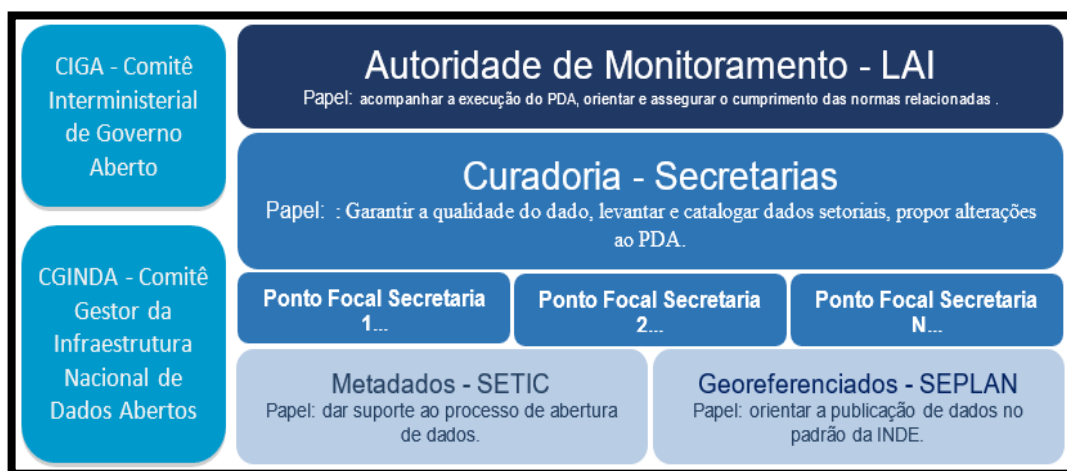 CIGA - Comitê
Interministerial
de Governo
Aberto
CGINDA - Comitê
Gestor da
Infraestrutura
Nacional de
Dados Abertos
Autoridade de Monitoramento - LAI
Papel: acompanhar a execução do PDA, orientar e assegurar o cumprimento das normas relacionadas .
Curadoria - Secretarias
Papel: : Garantir a qualidade do dado, levantar e catalogar dados setoriais, propor alterações
ao PDA.
Ponto Focal Secretaria
1...
Ponto Focal Secretaria
2...
Ponto Focal Secretaria
N...
Metadados - SETIC
Papel: dar suporte ao processo de abertura
de dados.
Georeferenciados - SEPLAN
Papel: orientar a publicação de dados no
padrão da INDE.